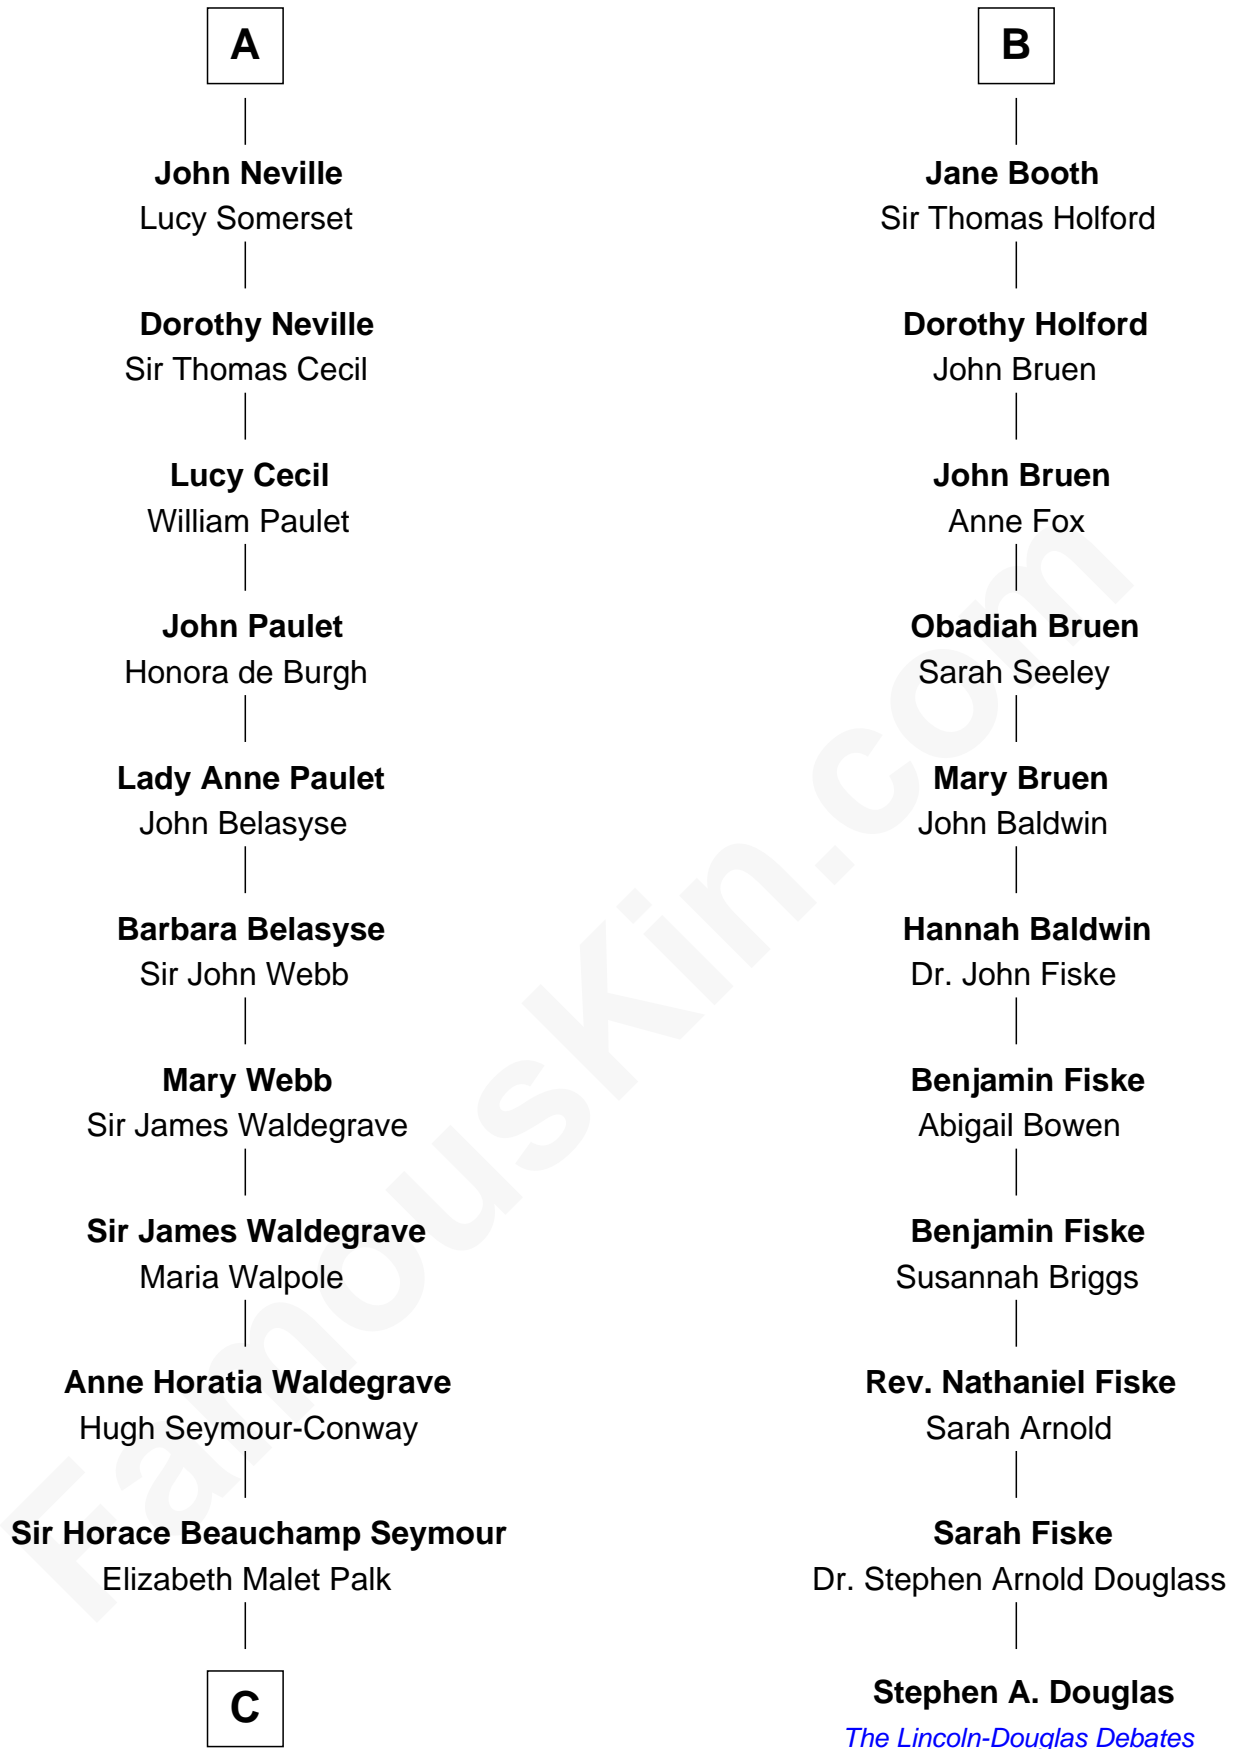 A
John Neville
Lucy Somerset
Dorothy Neville
Sir Thomas Cecil
Lucy Cecil
William Paulet
John Paulet
Honora de Burgh
Lady Anne Paulet
John Belasyse
Barbara Belasyse
Sir John Webb
Mary Webb
Sir James Waldegrave
Sir James Waldegrave
Maria Walpole
Anne Horatia Waldegrave
Hugh Seymour-Conway
Sir Horace Beauchamp Seymour
Elizabeth Malet Palk
C
B
Jane Booth
Sir Thomas Holford
Dorothy Holford
John Bruen
John Bruen
Anne Fox
Obadiah Bruen
Sarah Seeley
Mary Bruen
John Baldwin
Hannah Baldwin
Dr. John Fiske
Benjamin Fiske
Abigail Bowen
Benjamin Fiske
Susannah Briggs
Rev. Nathaniel Fiske
Sarah Arnold
Sarah Fiske
Dr. Stephen Arnold Douglass
Stephen A. Douglas
The Lincoln-Douglas Debates
FamousKin.com